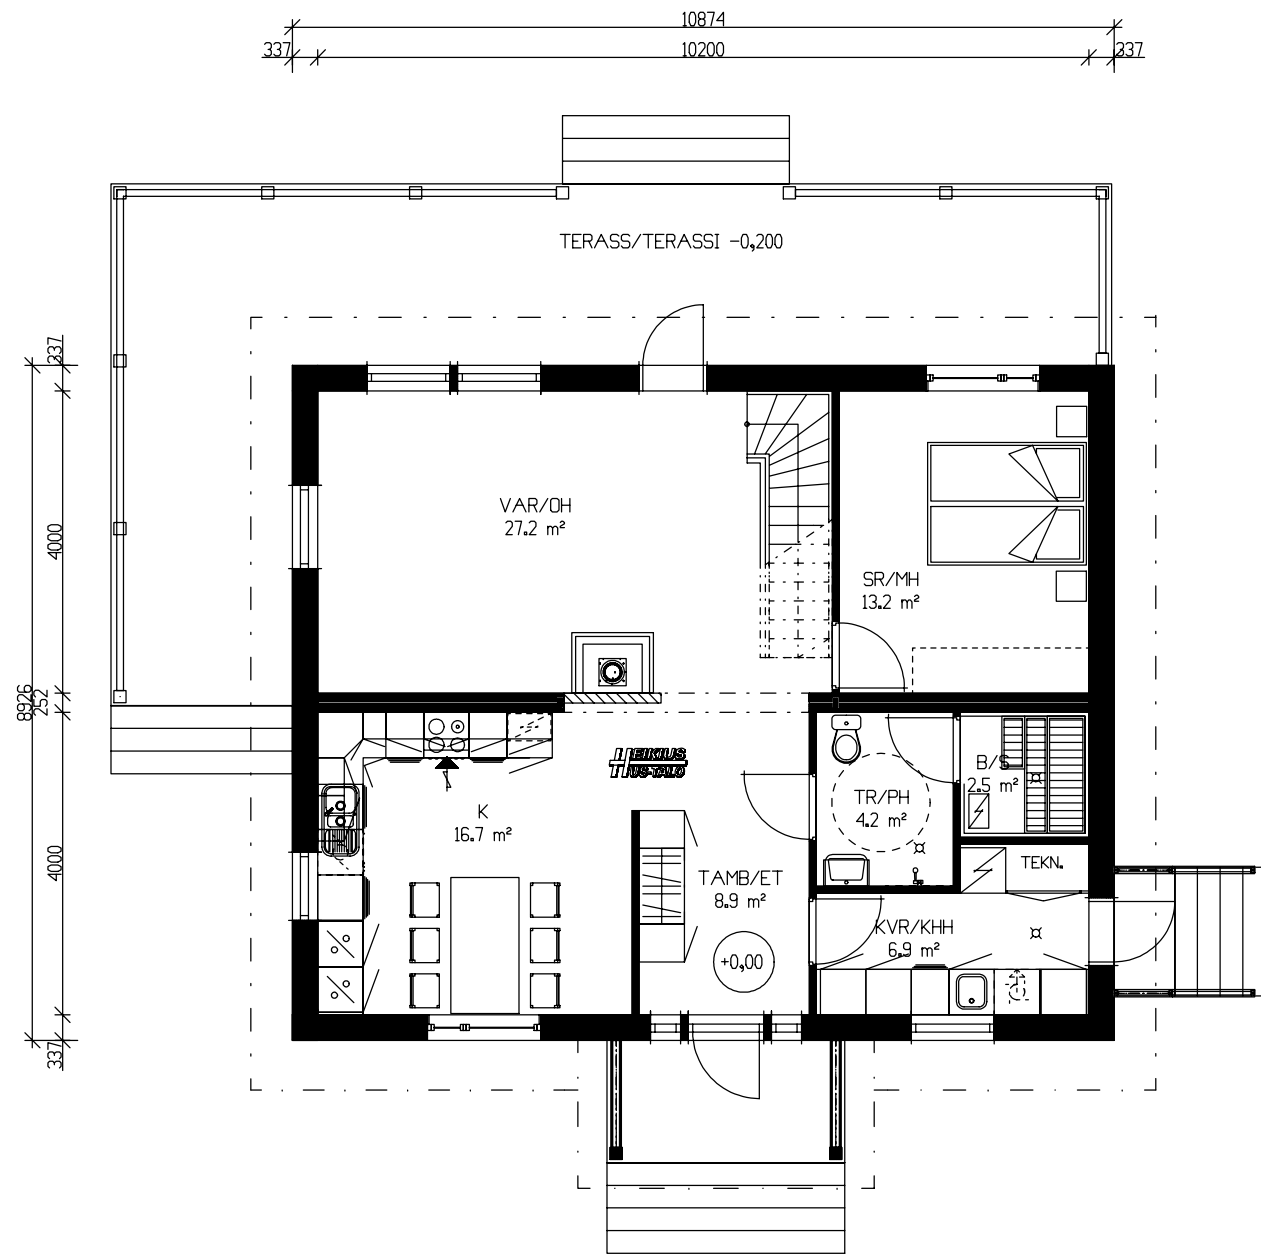 10874
337
10200
337
TERASS/TERASSI -0,200
337
VAR/OH
27.2 m²
4000
SR/MH
13.2 m²
8926
252
HEIKIUS
HUS-TALO
B/S
2.5 m²
TR/PH
4.2 m²
K
16.7 m²
4000
TEKN.
TAMB/ET
8.9 m²
KVR/KHH
6.9 m²
+0,00
337